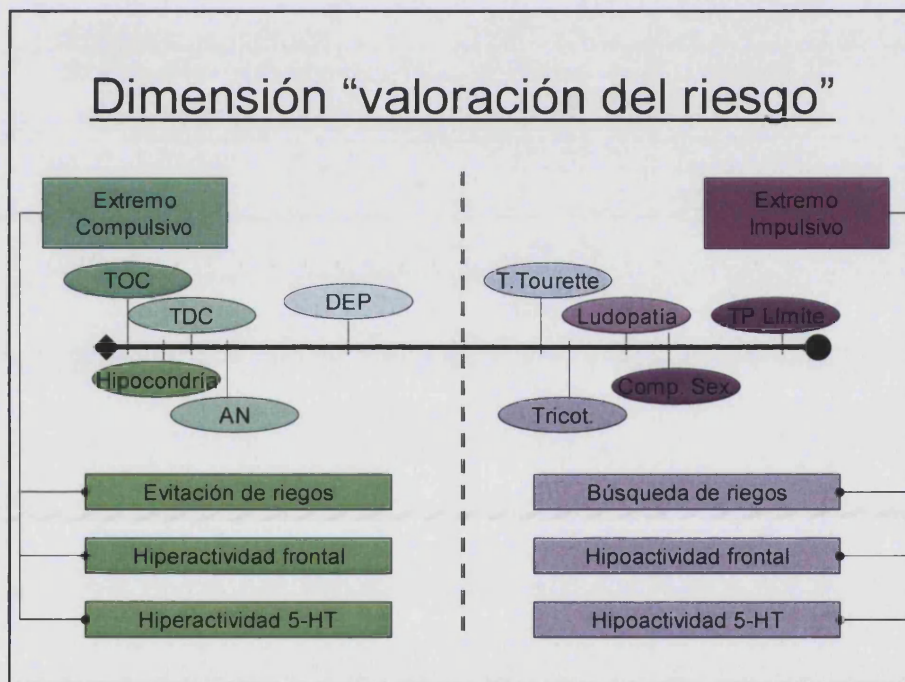 Dimensión “valoración del riesgo”
Extremo
Compulsivo
Extremo
Impulsivo
TOC
TDC
DEP
T.Tourette
Ludopatía
TP Límite
Hipocondría
AN
Tricot.
Comp. Sex
Evitación de riegos
Búsqueda de riegos
Hiperactividad frontal
Hipoactividad frontal
Hiperactividad 5-HT
Hipoactividad 5-HT